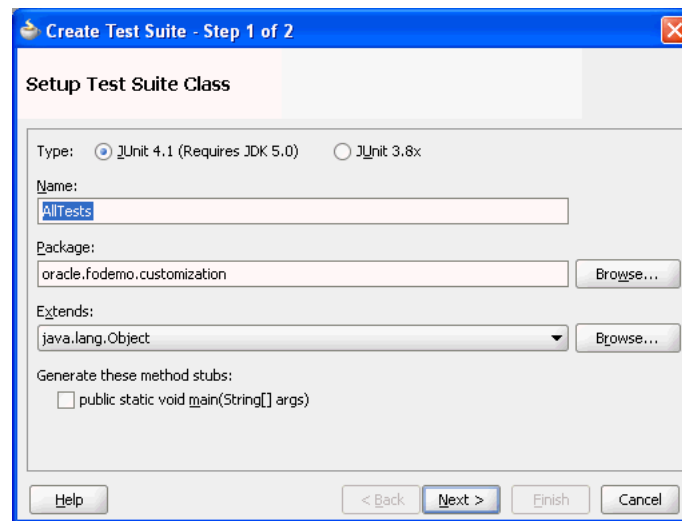 Create Test Suite - Step 1 of 2
Setup Test Suite Class
Type: JUnit 4.1 (Requires JDK 5.0) JUnit 3.8x
Name:
AllTests
Package:
oracle.fodemo.customization Browse...
Extends:
java.lang.Object Browse...
Generate these method stubs:
public static void main(String[] args)
Help < Back Next > Finish Cancel